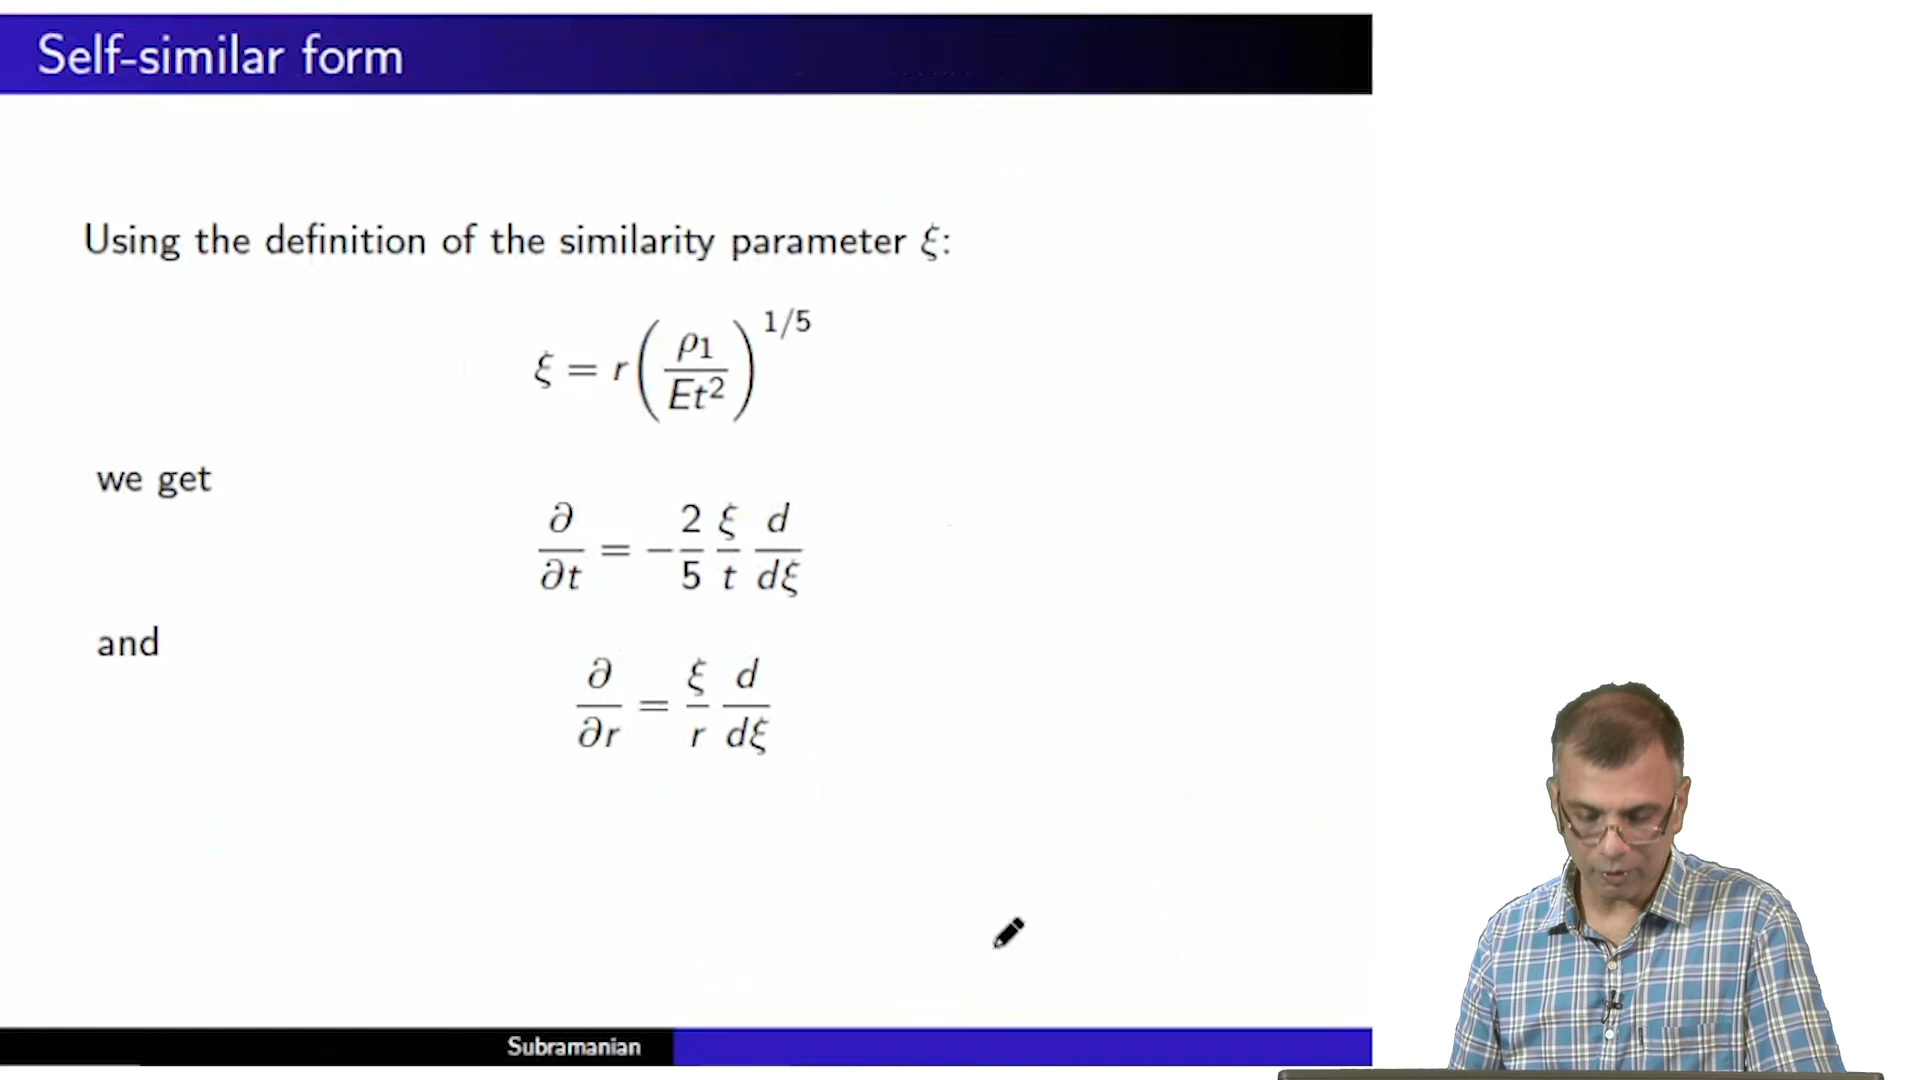 Self-similar form
Using the definition of the similarity parameter ξ:
ξ = r(ρ₁/Et²)^{1/5}
we get
∂/∂t = −2/5 ξ/t d/dξ
and
∂/∂r = ξ/r d/dξ
Subramanian